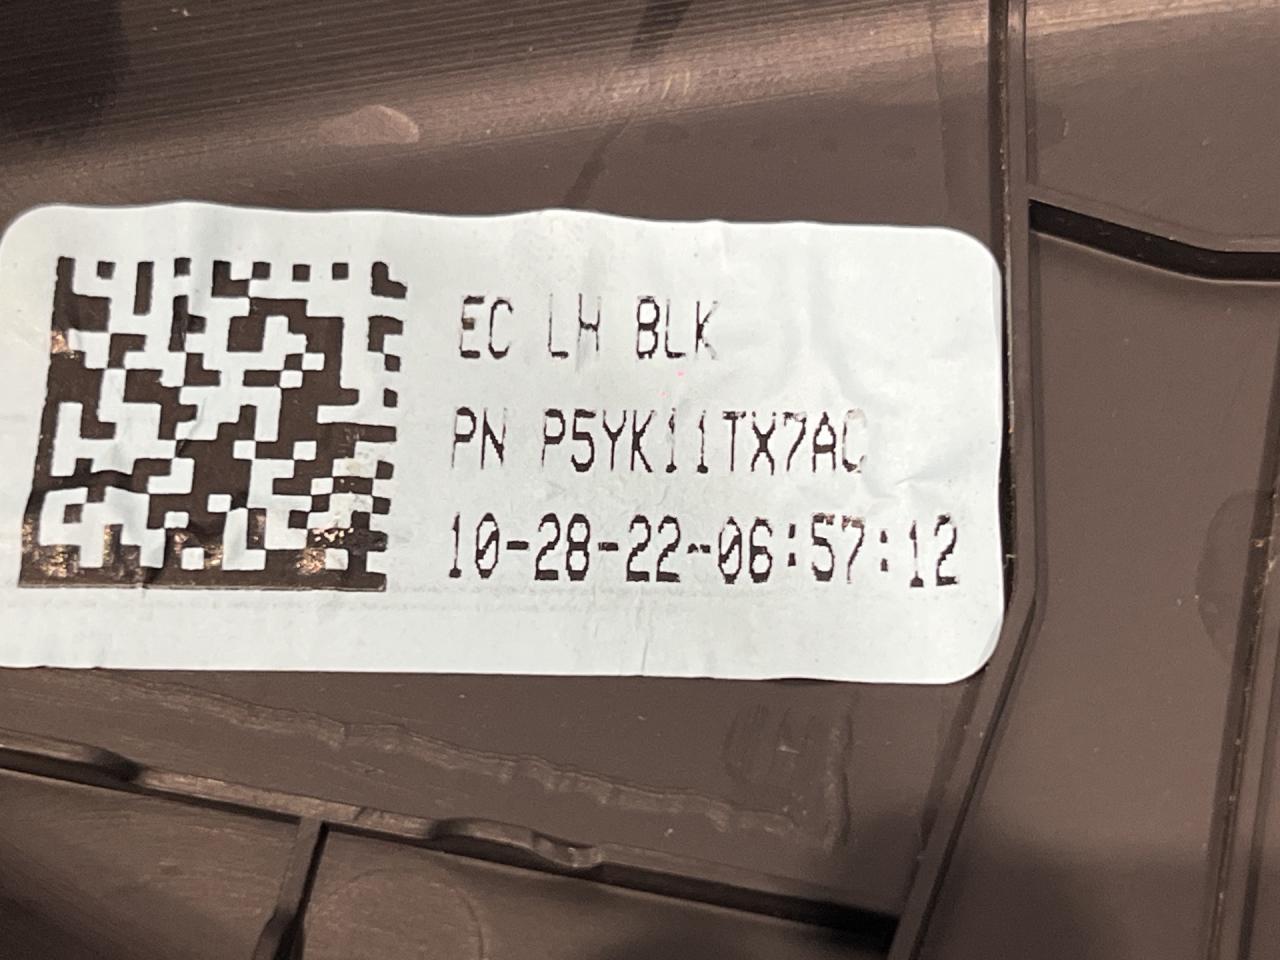 EC LH BLK
PN P5YK11TX7AC
10-28-22-06:57:12